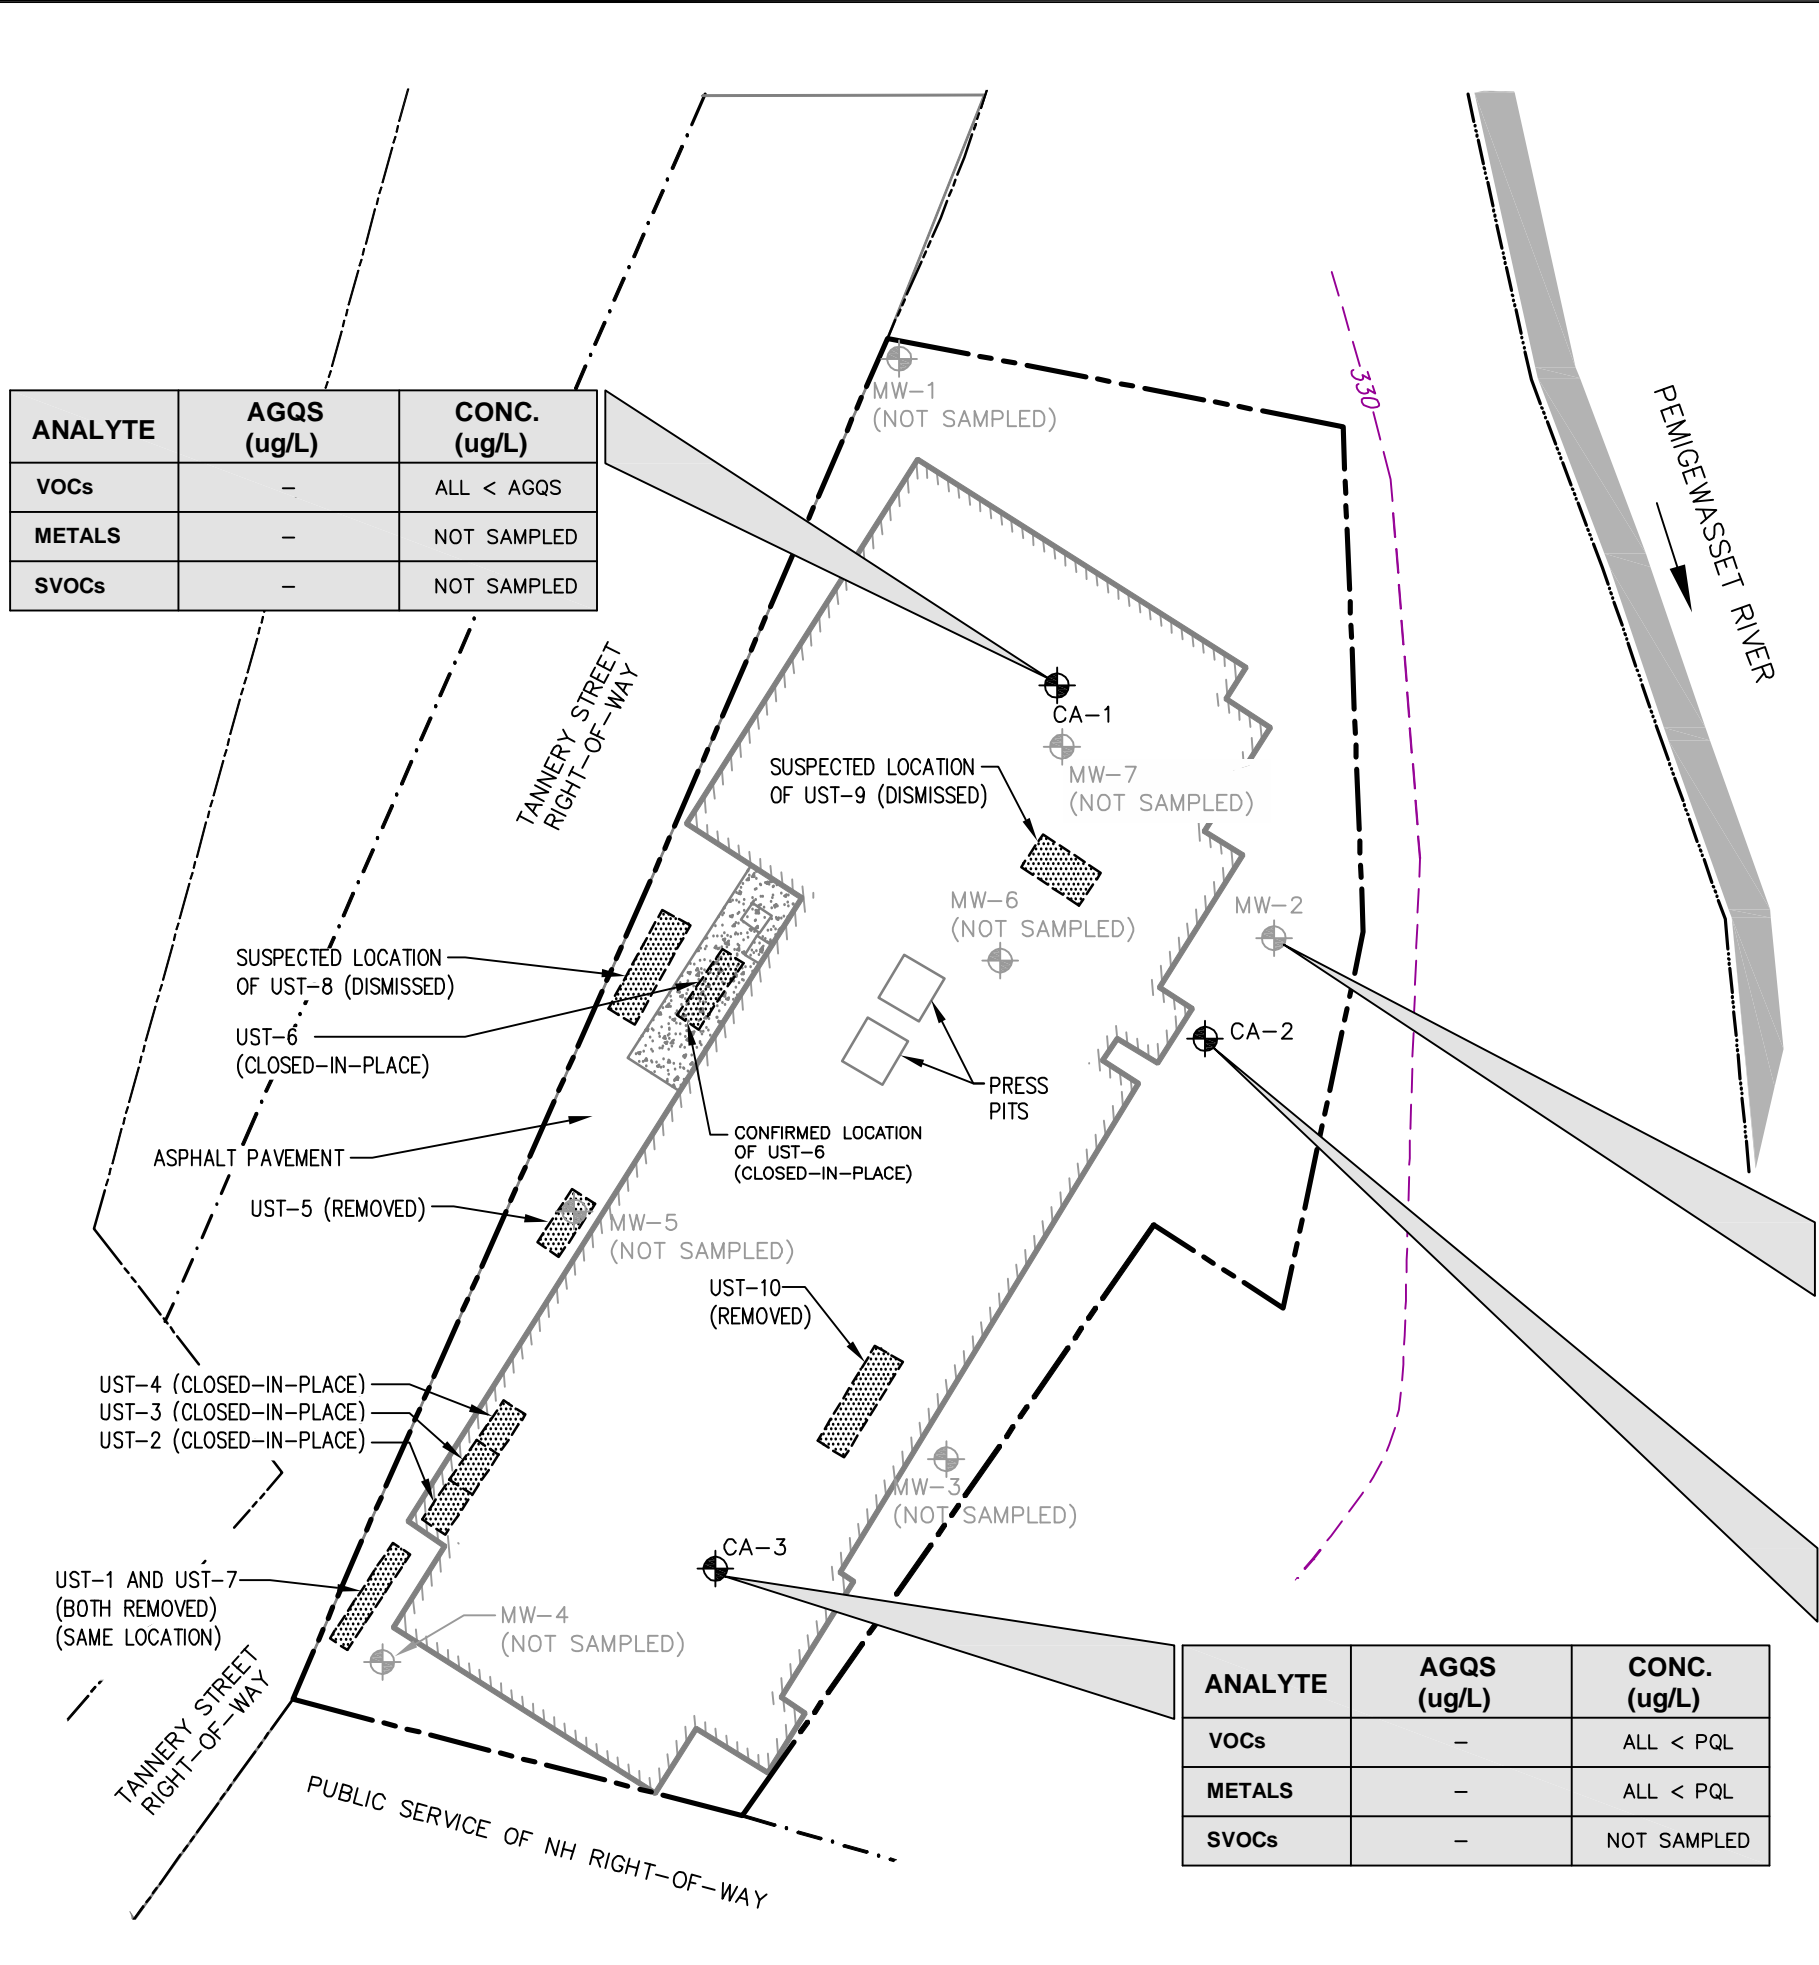 MW-1
(NOT SAMPLED)
330
PEMIGEWASSET RIVER
ANALYTE AGQS (ug/L) CONC. (ug/L)
VOCs – ALL < AGQS
METALS – NOT SAMPLED
SVOCs – NOT SAMPLED
TANNERY STREET
RIGHT-OF-WAY
CA-1
MW-7
(NOT SAMPLED)
SUSPECTED LOCATION
OF UST-9 (DISMISSED)
MW-6
(NOT SAMPLED)
MW-2
SUSPECTED LOCATION
OF UST-8 (DISMISSED)
UST-6
(CLOSED-IN-PLACE)
CA-2
PRESS
PITS
CONFIRMED LOCATION
OF UST-6
(CLOSED-IN-PLACE)
ASPHALT PAVEMENT
UST-5 (REMOVED)
MW-5
(NOT SAMPLED)
UST-10
(REMOVED)
UST-4 (CLOSED-IN-PLACE)
UST-3 (CLOSED-IN-PLACE)
UST-2 (CLOSED-IN-PLACE)
MW-3
(NOT SAMPLED)
CA-3
UST-1 AND UST-7
(BOTH REMOVED)
(SAME LOCATION)
MW-4
(NOT SAMPLED)
TANNERY STREET
RIGHT-OF-WAY
PUBLIC SERVICE OF NH RIGHT-OF-WAY
ANALYTE AGQS (ug/L) CONC. (ug/L)
VOCs – ALL < PQL
METALS – ALL < PQL
SVOCs – NOT SAMPLED